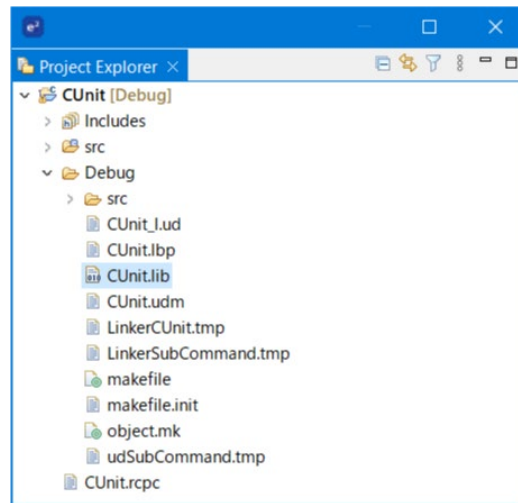 e²
Project Explorer
CUnit [Debug]
Includes
src
Debug
src
CUnit_l.ud
CUnit.lbp
CUnit.lib
CUnit.udm
LinkerCUnit.tmp
LinkerSubCommand.tmp
makefile
makefile.init
object.mk
udSubCommand.tmp
CUnit.rcpc